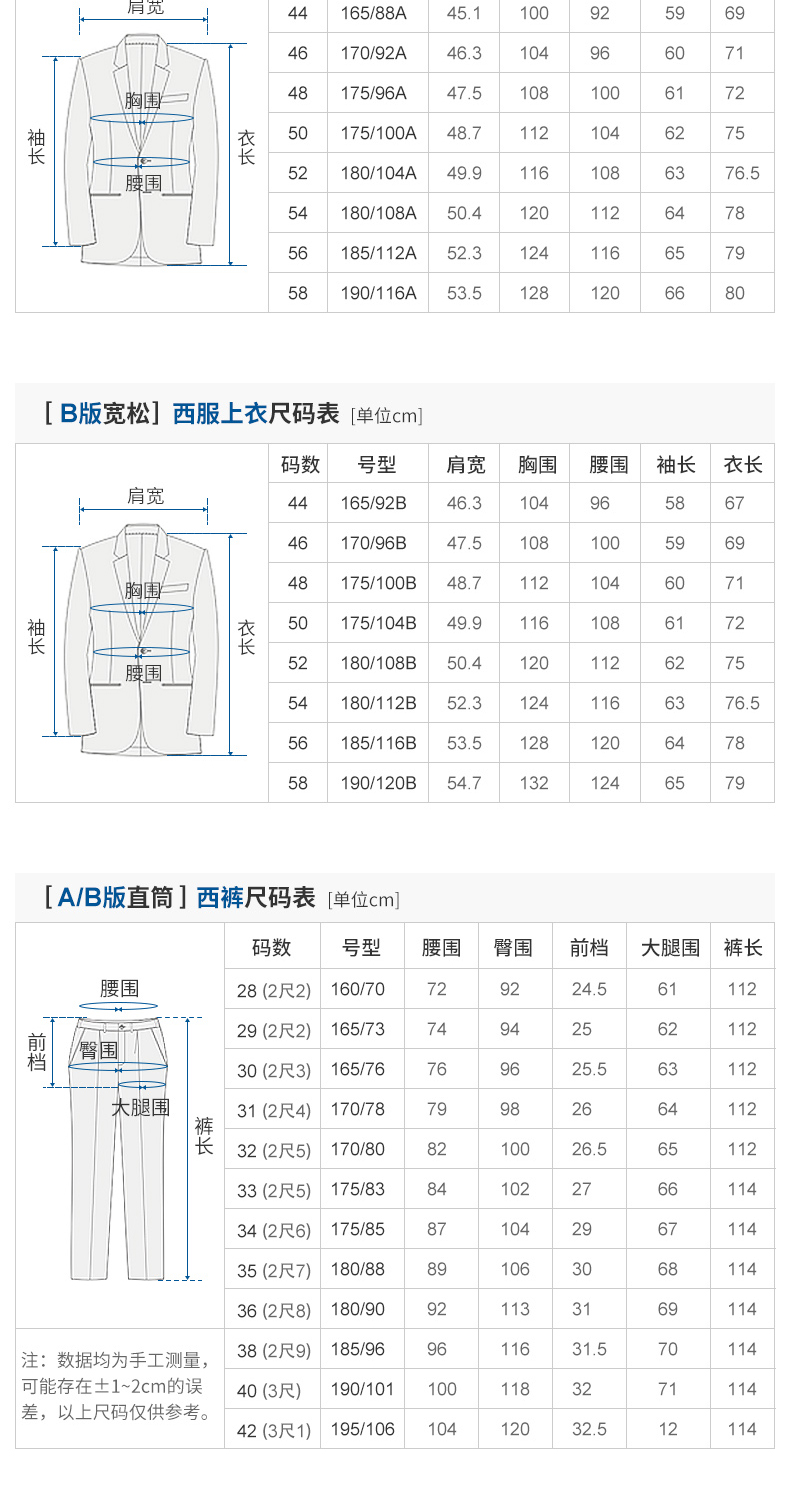 肩宽
44 165/88A 45.1 100 92 59 69
46 170/92A 46.3 104 96 60 71
胸围
48 175/96A 47.5 108 100 61 72
袖长
衣长
50 175/100A 48.7 112 104 62 75
腰围
52 180/104A 49.9 116 108 63 76.5
54 180/108A 50.4 120 112 64 78
56 185/112A 52.3 124 116 65 79
58 190/116A 53.5 128 120 66 80
[ B版宽松] 西服上衣尺码表 [单位cm]
码数 号型 肩宽 胸围 腰围 袖长 衣长
肩宽
44 165/92B 46.3 104 96 58 67
46 170/96B 47.5 108 100 59 69
胸围
48 175/100B 48.7 112 104 60 71
袖长
衣长
50 175/104B 49.9 116 108 61 72
腰围
52 180/108B 50.4 120 112 62 75
54 180/112B 52.3 124 116 63 76.5
56 185/116B 53.5 128 120 64 78
58 190/120B 54.7 132 124 65 79
[ A/B版直筒 ] 西裤尺码表 [单位cm]
码数 号型 腰围 臀围 前档 大腿围 裤长
腰围
28 (2尺2) 160/70 72 92 24.5 61 112
前档
臀围
29 (2尺2) 165/73 74 94 25 62 112
30 (2尺3) 165/76 76 96 25.5 63 112
大腿围
31 (2尺4) 170/78 79 98 26 64 112
裤长
32 (2尺5) 170/80 82 100 26.5 65 112
33 (2尺5) 175/83 84 102 27 66 114
34 (2尺6) 175/85 87 104 29 67 114
35 (2尺7) 180/88 89 106 30 68 114
36 (2尺8) 180/90 92 113 31 69 114
38 (2尺9) 185/96 96 116 31.5 70 114
40 (3尺) 190/101 100 118 32 71 114
42 (3尺1) 195/106 104 120 32.5 12 114
注：数据均为手工测量，
可能存在±1~2cm的误
差，以上尺码仅供参考。